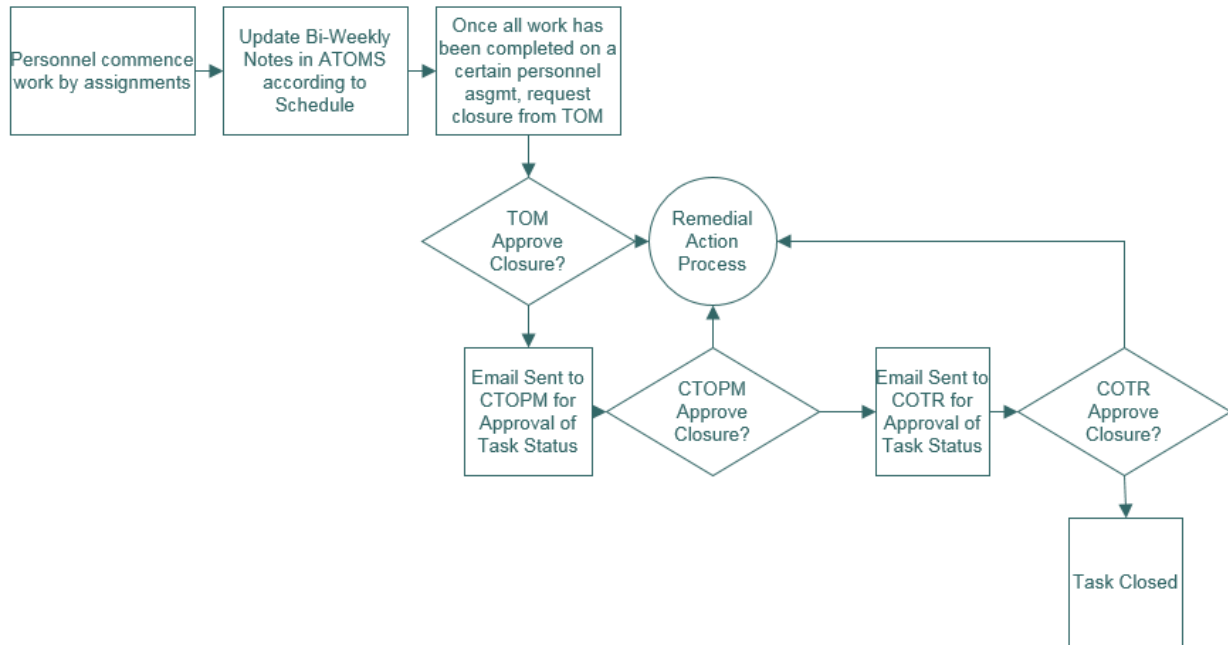 Personnel commence
work by assignments
Update Bi-Weekly
Notes in ATOMS
according to
Schedule
Once all work has
been completed on a
certain personnel
asgmt, request
closure from TOM
TOM
Approve
Closure?
Remedial
Action
Process
Email Sent to
CTOPM for
Approval of
Task Status
CTOPM
Approve
Closure?
Email Sent to
COTR for
Approval of
Task Status
COTR
Approve
Closure?
Task Closed